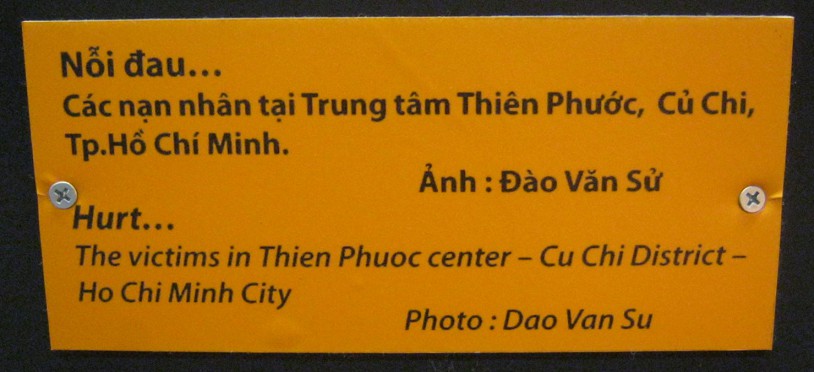 Nỗi đau...
Các nạn nhân tại Trung tâm Thiên Phước, Củ Chi,
Tp.Hồ Chí Minh.
Ảnh : Đào Văn Sử
Hurt...
The victims in Thien Phuoc center – Cu Chi District –
Ho Chi Minh City
Photo : Dao Van Su